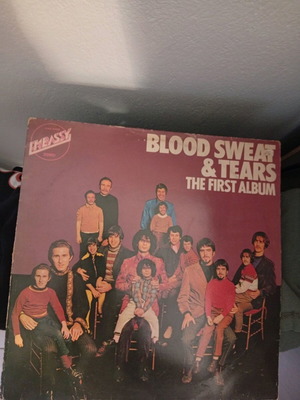 EMBASSY
BLOOD SWEAT
& TEARS
THE FIRST ALBUM